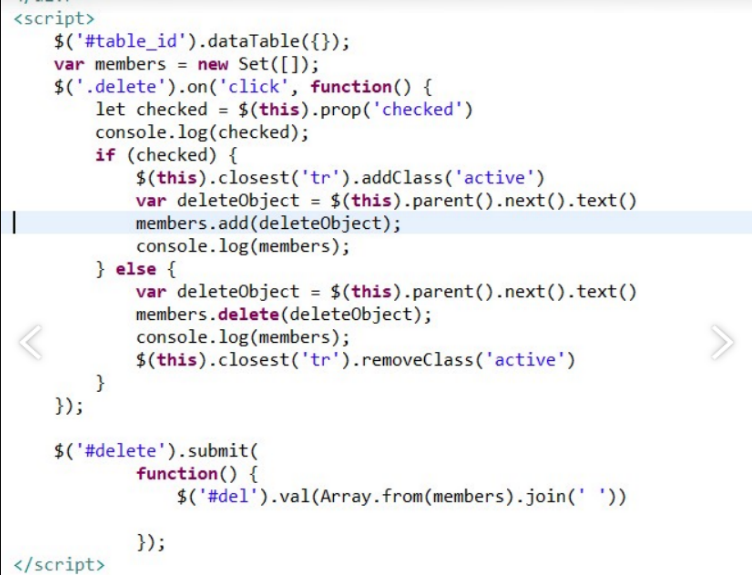 <script>
$('#table_id').dataTable({});
var members = new Set([]);
$('.delete').on('click', function() {
let checked = $(this).prop('checked')
console.log(checked);
if (checked) {
$(this).closest('tr').addClass('active')
var deleteObject = $(this).parent().next().text()
members.add(deleteObject);
console.log(members);
} else {
var deleteObject = $(this).parent().next().text()
members.delete(deleteObject);
console.log(members);
$(this).closest('tr').removeClass('active')
}
});
$('#delete').submit(
function() {
$('#del').val(Array.from(members).join(' '))
});
</script>